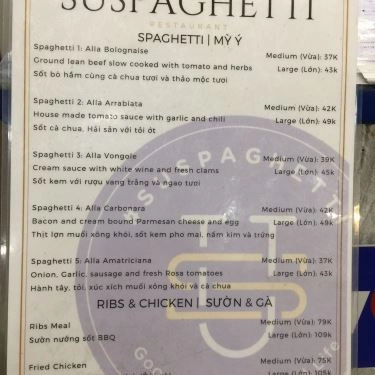 SUSPAGHETTI
RESTAURANT
SPAGHETTI | MỲ Ý
Spaghetti 1: Alla Bolognaise Medium (Vừa): 37K
Ground lean beef slow cooked with tomato and herbs Large (Lớn): 43k
Sốt bò hầm cùng cà chua tươi và thảo mộc tươi
Spaghetti 2: Alla Arrabiata Medium (Vừa): 42K
House made tomato sauce with garlic and chili Large (Lớn): 49k
Sốt cà chua, Hải sản với tỏi ớt
Spaghetti 3: Alla Vongole Medium (Vừa): 39K
Cream sauce with white wine and fresh clams Large (Lớn): 45k
Sốt kem với rượu vang trắng và ngao tươi
Spaghetti 4: Alla Carbonara Medium (Vừa): 42K
Bacon and cream bound Parmesan cheese and egg Large (Lớn): 49k
Thịt lợn muối xông khói, sốt kem pho mai, nấm kim và trứng
Spaghetti 5: Alla Amatriciana Medium (Vừa): 37K
Onion, Garlic, sausage and fresh Rosa tomatoes Large (Lớn): 43k
Hành tây, tỏi, xúc xích muối xông khói và cà chua
RIBS & CHICKEN | SƯỜN & GÀ
Ribs Meal Medium (Vừa): 79K
Sườn nướng sốt BBQ Large (Lớn): 109k
Fried Chicken Medium (Vừa): 75K
Large (Lớn): 105k